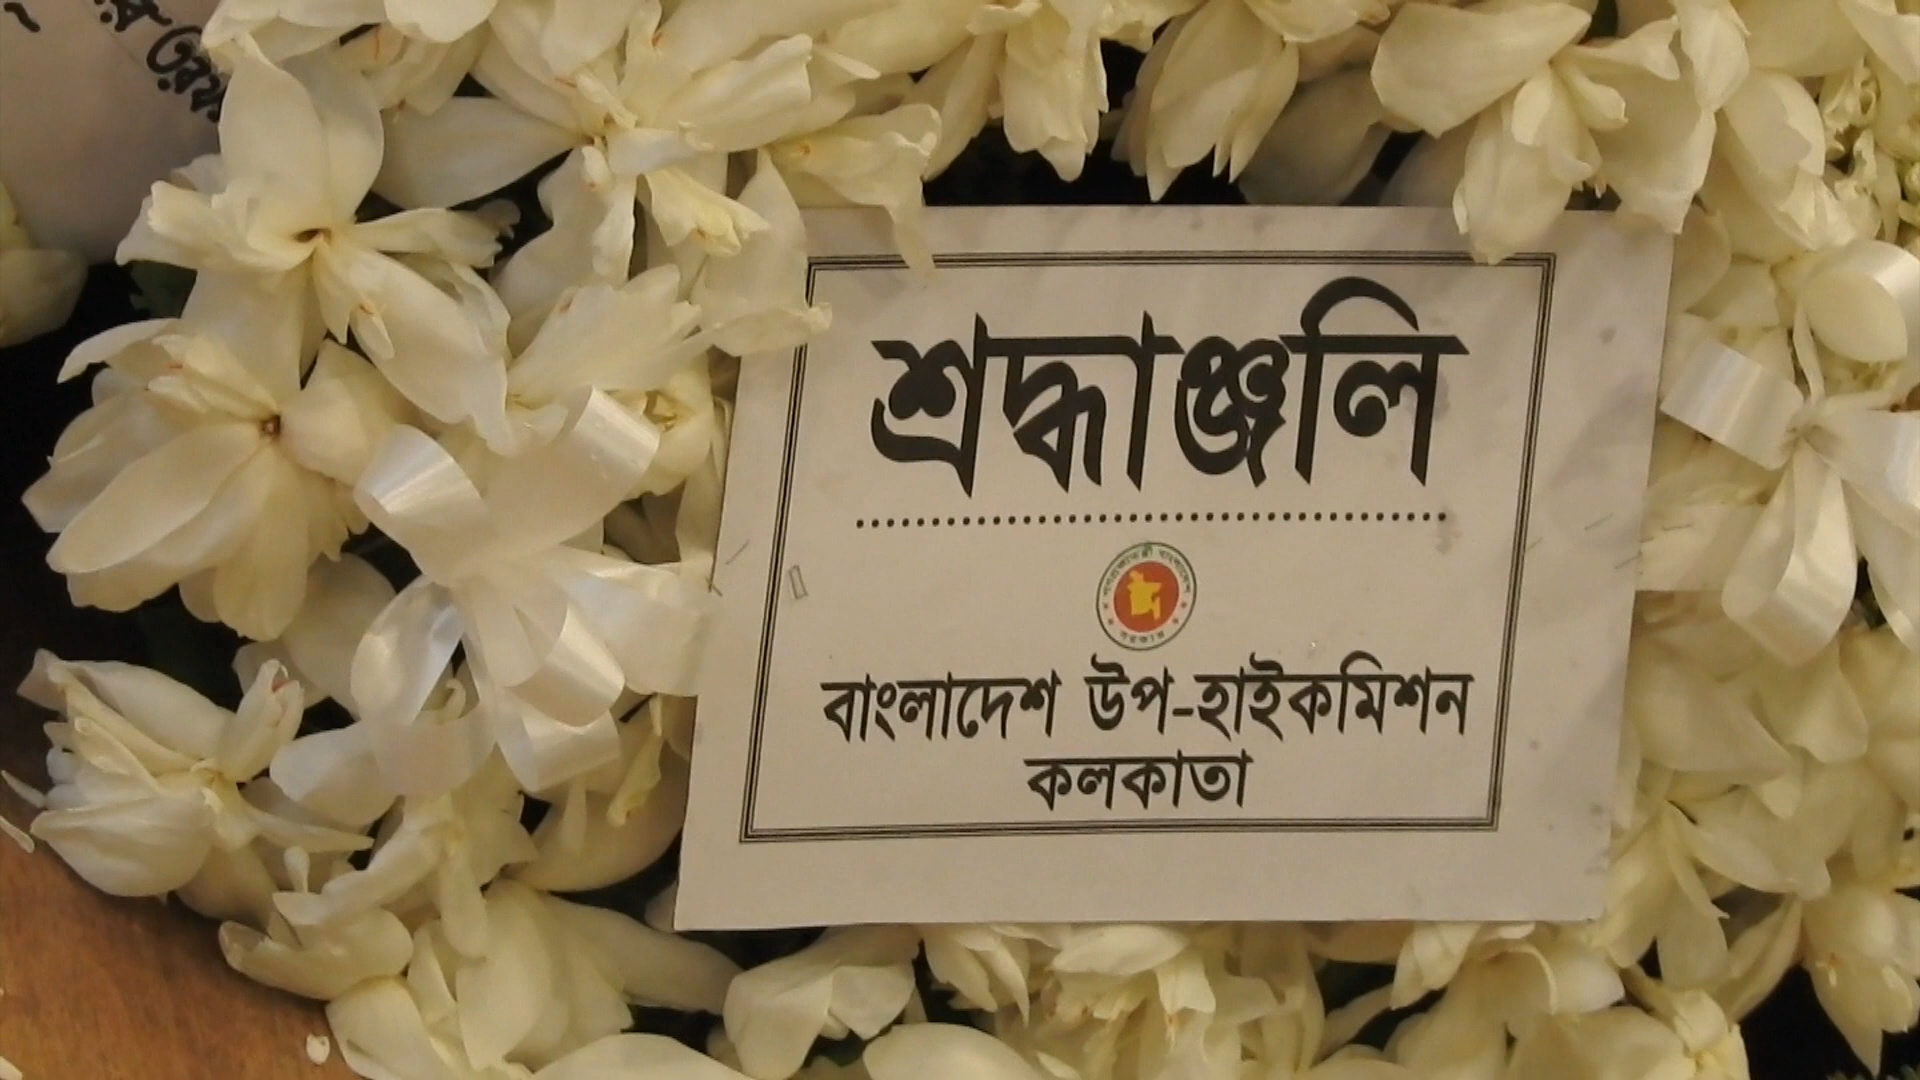 শ্রদ্ধাঞ্জলি
বাংলাদেশ উপ-হাইকমিশন
কলকাতা